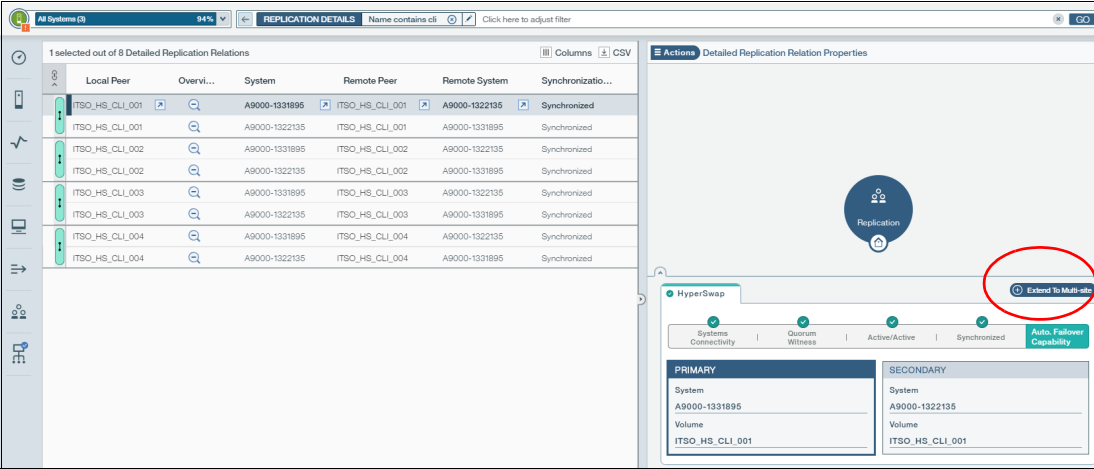 All Systems (3) 94% REPLICATION DETAILS Name contains cli Click here to adjust filter GO
1 selected out of 8 Detailed Replication Relations Columns CSV
Actions Detailed Replication Relation Properties
Local Peer Overvi... System Remote Peer Remote System Synchronizatio...
ITSO_HS_CLI_001 A9000-1331895 ITSO_HS_CLI_001 A9000-1322135 Synchronized
ITSO_HS_CLI_001 A9000-1322135 ITSO_HS_CLI_001 A9000-1331895 Synchronized
ITSO_HS_CLI_002 A9000-1331895 ITSO_HS_CLI_002 A9000-1322135 Synchronized
ITSO_HS_CLI_002 A9000-1322135 ITSO_HS_CLI_002 A9000-1331895 Synchronized
ITSO_HS_CLI_003 A9000-1331895 ITSO_HS_CLI_003 A9000-1322135 Synchronized
ITSO_HS_CLI_003 A9000-1322135 ITSO_HS_CLI_003 A9000-1331895 Synchronized
ITSO_HS_CLI_004 A9000-1331895 ITSO_HS_CLI_004 A9000-1322135 Synchronized
ITSO_HS_CLI_004 A9000-1322135 ITSO_HS_CLI_004 A9000-1331895 Synchronized
Replication
HyperSwap
Extend To Multi-site
Systems
Connectivity
Quorum
Witness
Active/Active
Synchronized
Auto. Failover
Capability
PRIMARY
System
A9000-1331895
Volume
ITSO_HS_CLI_001
SECONDARY
System
A9000-1322135
Volume
ITSO_HS_CLI_001